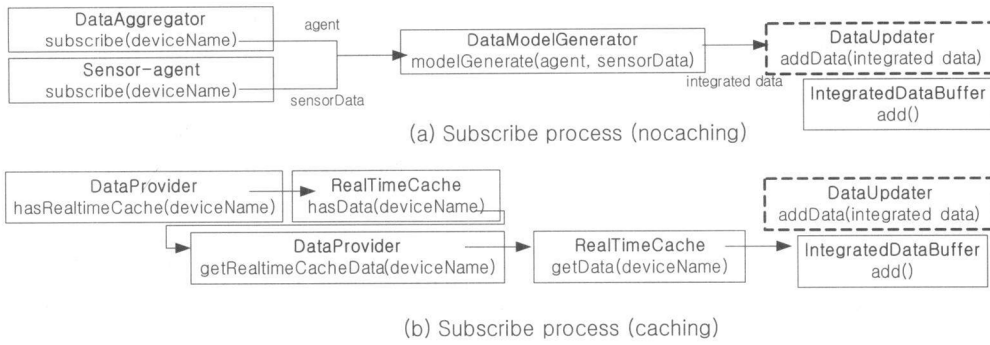 DataAggregator
subscribe(deviceName)
agent
Sensor-agent
subscribe(deviceName)
sensorData
DataModelGenerator
modelGenerate(agent, sensorData)
integrated data
DataUpdater
addData(integrated data)
IntegratedDataBuffer
add()
(a) Subscribe process (nocaching)
DataProvider
hasRealtimeCache(deviceName)
RealTimeCache
hasData(deviceName)
DataProvider
getRealtimeCacheData(deviceName)
RealTimeCache
getData(deviceName)
DataUpdater
addData(integrated data)
IntegratedDataBuffer
add()
(b) Subscribe process (caching)